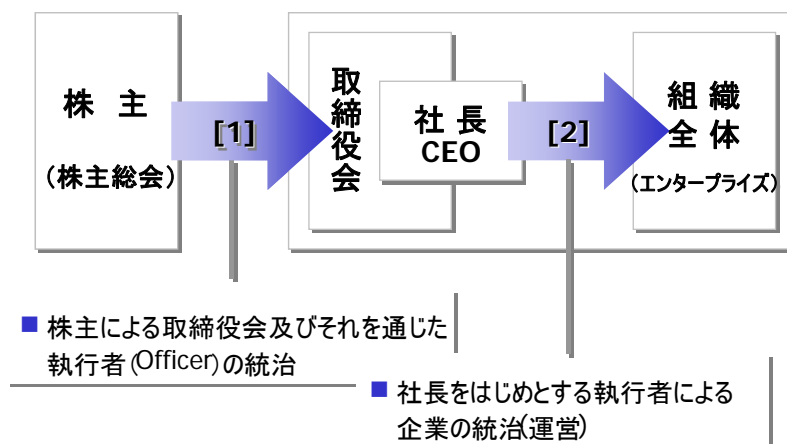 株 主
(株主総会)
[1]
取締役会
社 長
CEO
[2]
組 織
全 体
(エンタープライズ)
■ 株主による取締役会及びそれを通じた
執行者(Officer)の統治
■ 社長をはじめとする執行者による
企業の統治(運営)